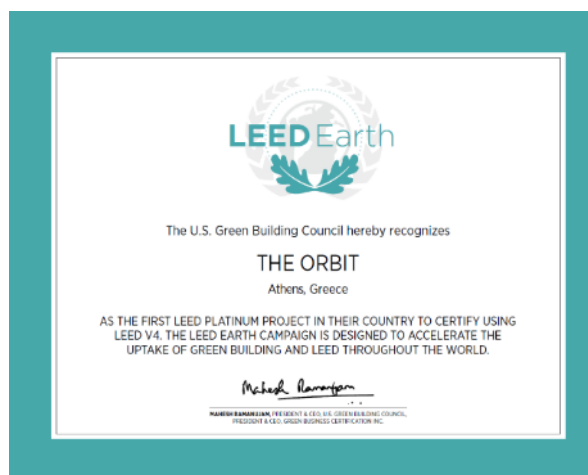 LEED Earth
The U.S. Green Building Council hereby recognizes
THE ORBIT
Athens, Greece
AS THE FIRST LEED PLATINUM PROJECT IN THEIR COUNTRY TO CERTIFY USING
LEED V4. THE LEED EARTH CAMPAIGN IS DESIGNED TO ACCELERATE THE
UPTAKE OF GREEN BUILDING AND LEED THROUGHOUT THE WORLD.
Mahesh Ramanujam
MAHESH RAMANUJAM, PRESIDENT & CEO, U.S. GREEN BUILDING COUNCIL,
PRESIDENT & CEO, GREEN BUSINESS CERTIFICATION INC.